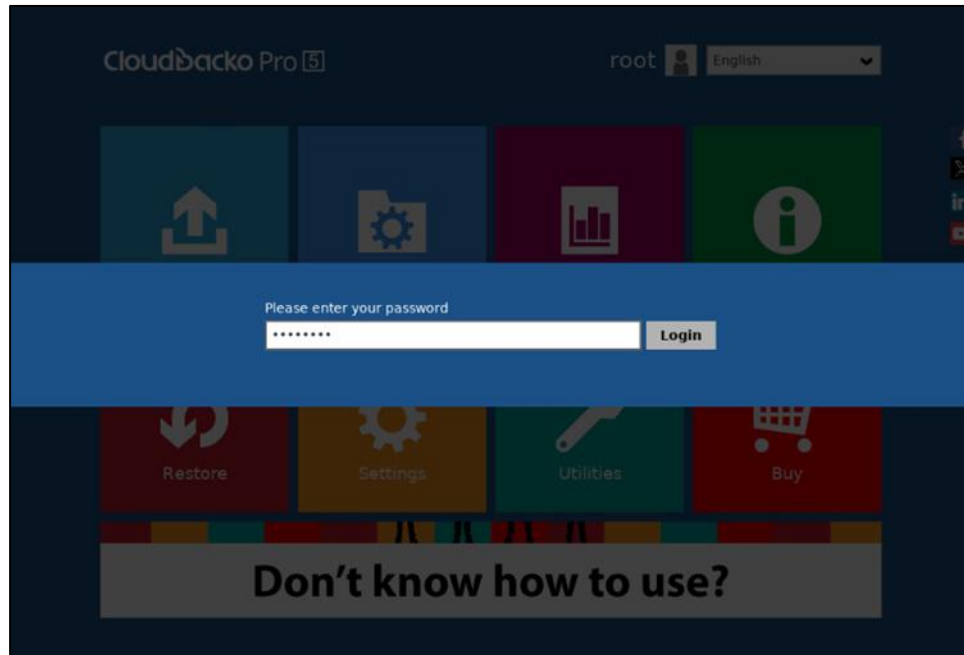 Cloudbacko Pro 5
root
English
Please enter your password
Login
Restore
Settings
Utilities
Buy
Don't know how to use?